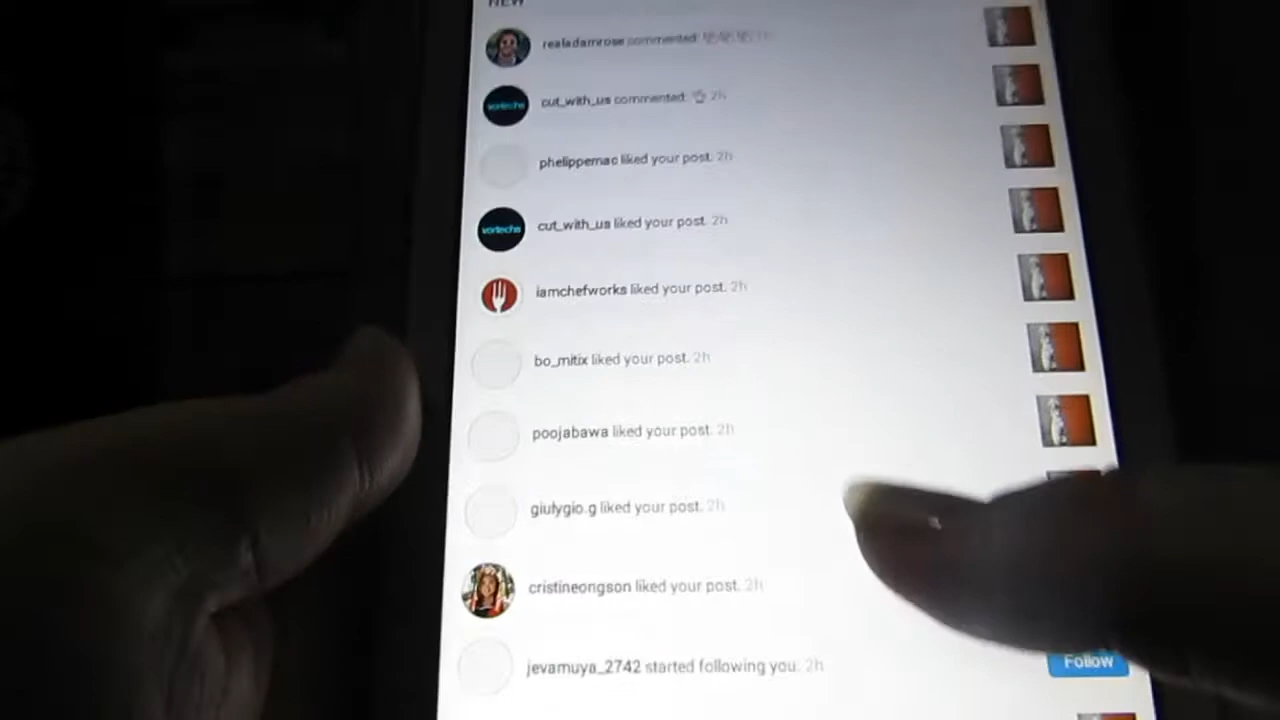 NEW
realadamrose commented:
cut_with_us commented: 👌 2h
phelippemac liked your post. 2h
cut_with_us liked your post. 2h
iamchefworks liked your post. 2h
bo_mitix liked your post. 2h
poojabawa liked your post. 2h
giulygio.g liked your post. 2h
cristineongson liked your post. 2h
jevamuya_2742 started following you. 2h
Follow